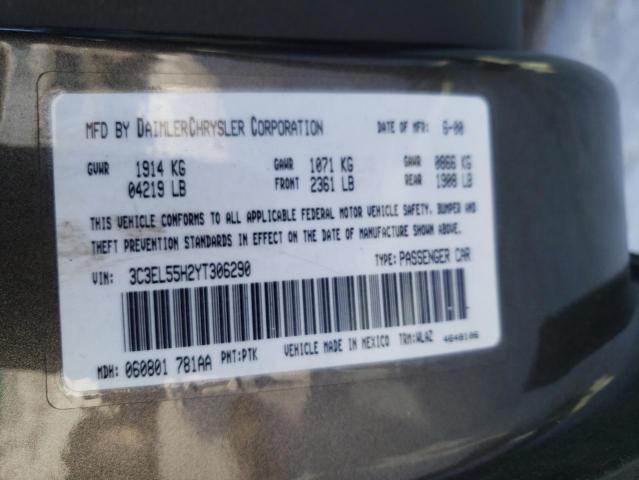 MFD BY DAIMLERCHRYSLER CORPORATION DATE OF MFR: 6-00
GVWR 1914 KG GAWR 1071 KG GAWR 0866 KG
04219 LB FRONT 2361 LB REAR 1908 LB
THIS VEHICLE CONFORMS TO ALL APPLICABLE FEDERAL MOTOR VEHICLE SAFETY, BUMPER AND
THEFT PREVENTION STANDARDS IN EFFECT ON THE DATE OF MANUFACTURE SHOWN ABOVE.
VIN: 3C3EL55H2YT306290 TYPE: PASSENGER CAR
MDH: 060801 781AA PNT:PTK VEHICLE MADE IN MEXICO TRM:WLAZ 4648106